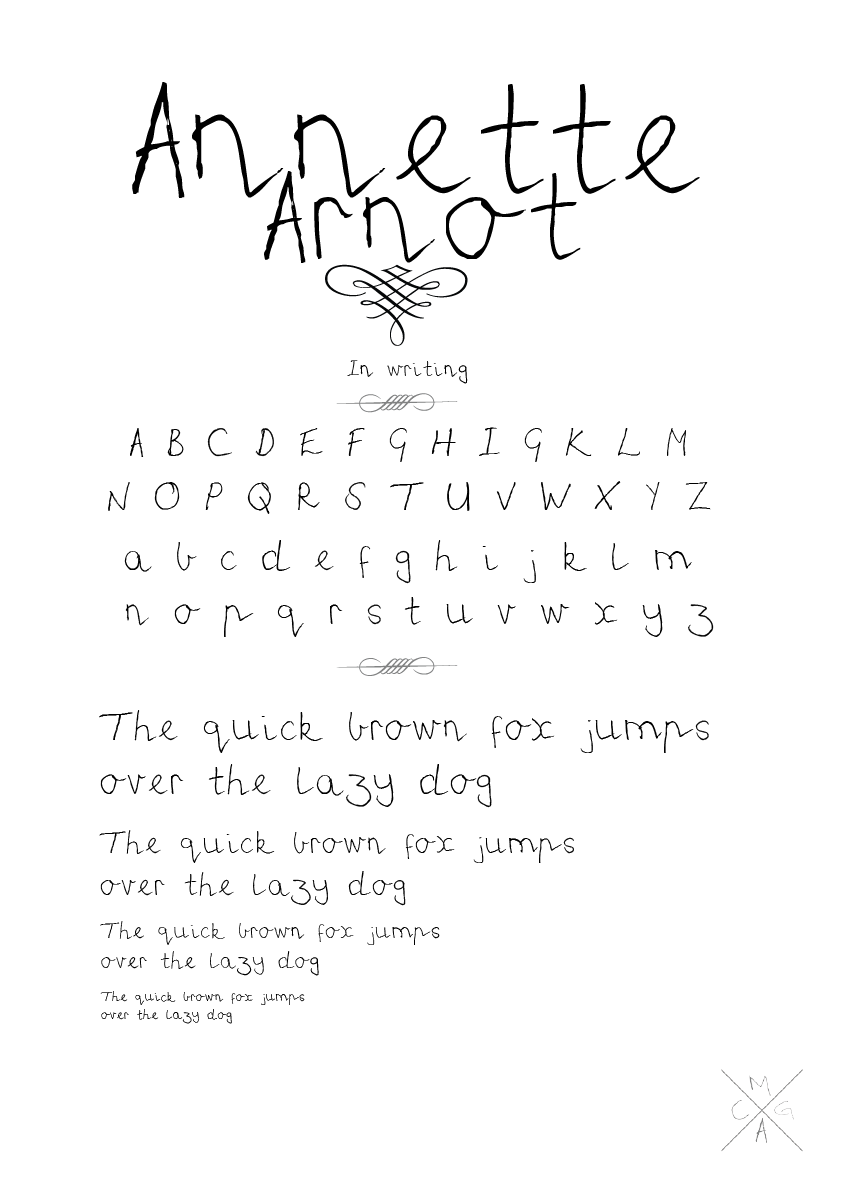 Annette
Arnot
In writing
A B C D E F G H I G K L M
N O P Q R S T U V W X Y Z
a b c d e f g h i j k l m
n o p q r s t u v w x y z
The quick brown fox jumps
over the lazy dog
The quick brown fox jumps
over the lazy dog
The quick brown fox jumps
over the lazy dog
The quick brown fox jumps
over the lazy dog
M
C G
A